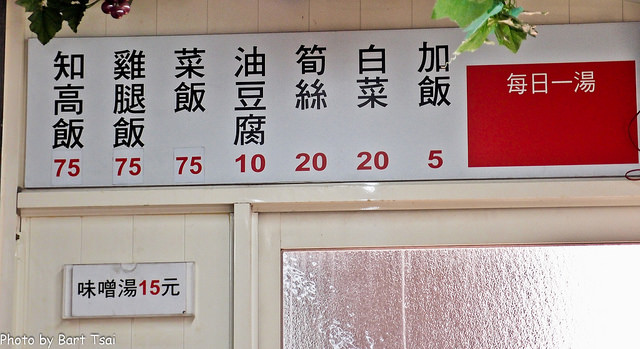 知高飯 75
雞腿飯 75
菜飯 75
油豆腐 10
筍絲 20
白菜 20
加飯 5
每日一湯
味噌湯15元
Photo by Bart Tsai